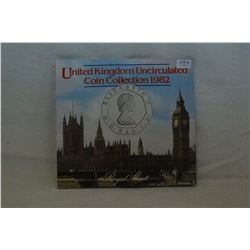 United Kingdom Uncirculated
Coin Collection 1982
Royal Mint